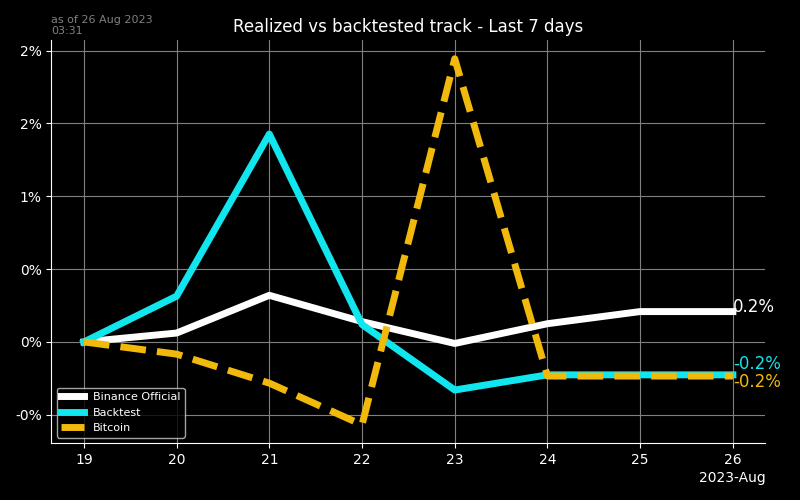 as of 26 Aug 2023
03:31
Realized vs backtested track - Last 7 days
2%
2%
1%
0%
0%
-0%
0.2%
-0.2%
-0.2%
Binance Official
Backtest
Bitcoin
19 20 21 22 23 24 25 26
2023-Aug